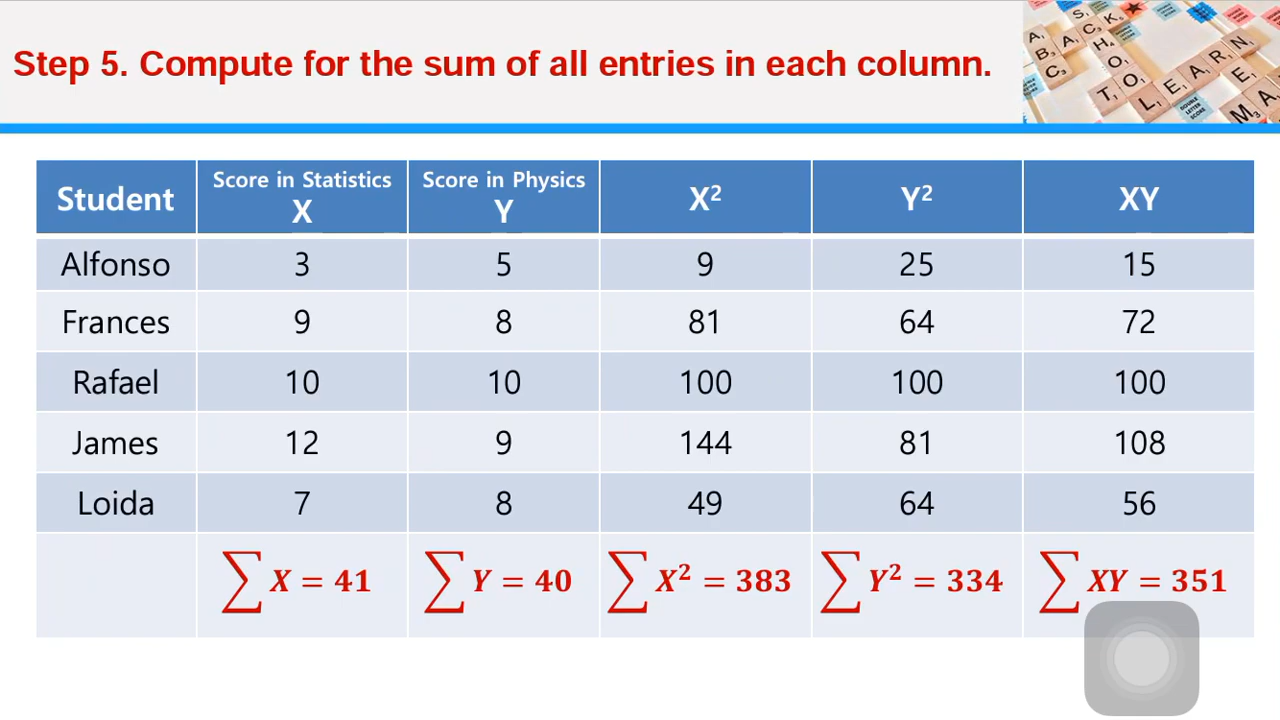 Step 5. Compute for the sum of all entries in each column.
Student Score in Statistics X Score in Physics Y X² Y² XY
Alfonso 3 5 9 25 15
Frances 9 8 81 64 72
Rafael 10 10 100 100 100
James 12 9 144 81 108
Loida 7 8 49 64 56
∑X = 41 ∑Y = 40 ∑X² = 383 ∑Y² = 334 ∑XY = 351